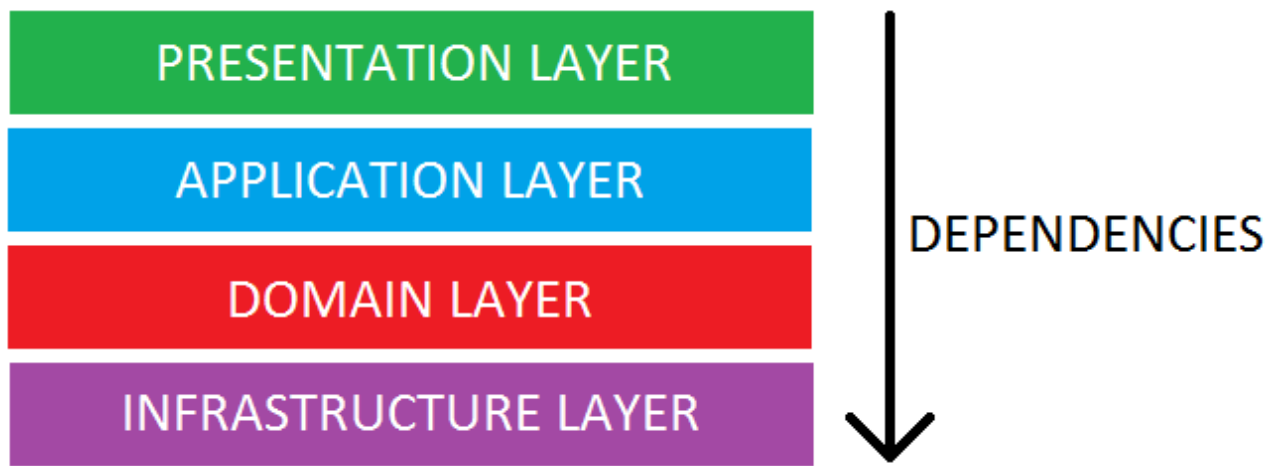 PRESENTATION LAYER
APPLICATION LAYER
DEPENDENCIES
DOMAIN LAYER
INFRASTRUCTURE LAYER